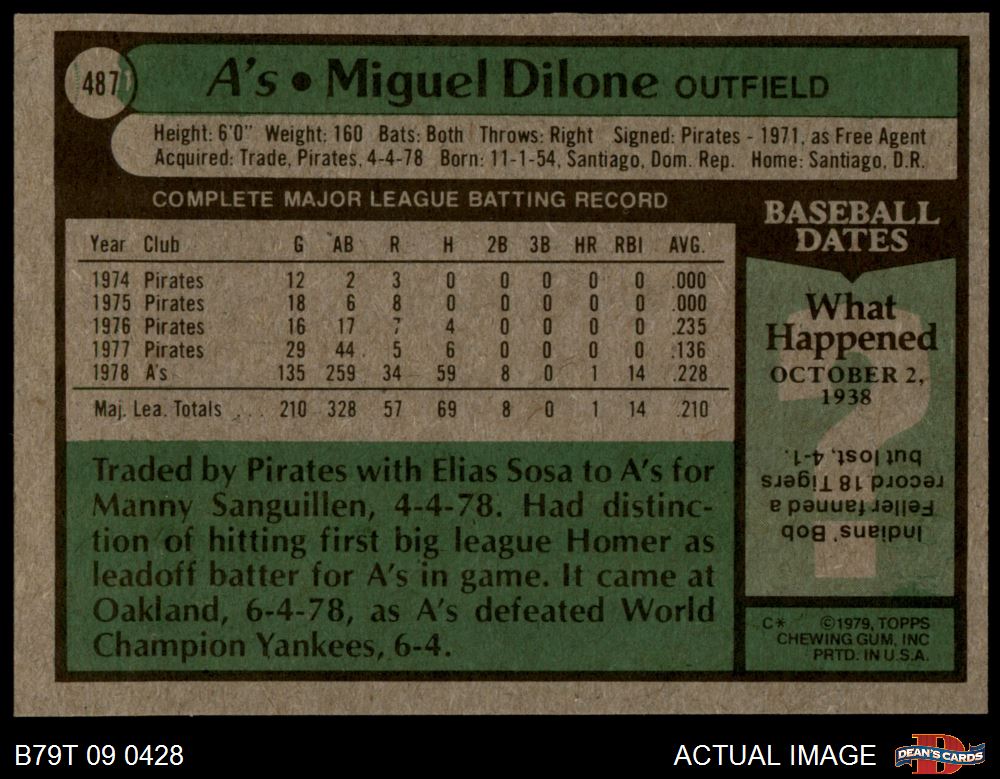 487
A's • Miguel Dilone OUTFIELD
Height: 6'0" Weight: 160 Bats: Both Throws: Right Signed: Pirates - 1971, as Free Agent
Acquired: Trade, Pirates, 4-4-78 Born: 11-1-54, Santiago, Dom. Rep. Home: Santiago, D.R.
COMPLETE MAJOR LEAGUE BATTING RECORD
Year Club G AB R H 2B 3B HR RBI AVG.
1974 Pirates 12 2 3 0 0 0 0 0 .000
1975 Pirates 18 6 8 0 0 0 0 0 .000
1976 Pirates 16 17 7 4 0 0 0 0 .235
1977 Pirates 29 44 5 6 0 0 0 0 .136
1978 A's 135 259 34 59 8 0 1 14 .228
Maj. Lea. Totals . . . 210 328 57 69 8 0 1 14 .210
Traded by Pirates with Elias Sosa to A's for
Manny Sanguillen, 4-4-78. Had distinc-
tion of hitting first big league Homer as
leadoff batter for A's in game. It came at
Oakland, 6-4-78, as A's defeated World
Champion Yankees, 6-4.
BASEBALL
DATES
What
Happened
OCTOBER 2,
1938
Indians' Bob
Feller fanned a
record 18 Tigers
but lost, 4-1.
C* ©1979, TOPPS
CHEWING GUM, INC
PRTD. IN U.S.A.
B79T 09 0428
ACTUAL IMAGE
DEAN'S CARDS